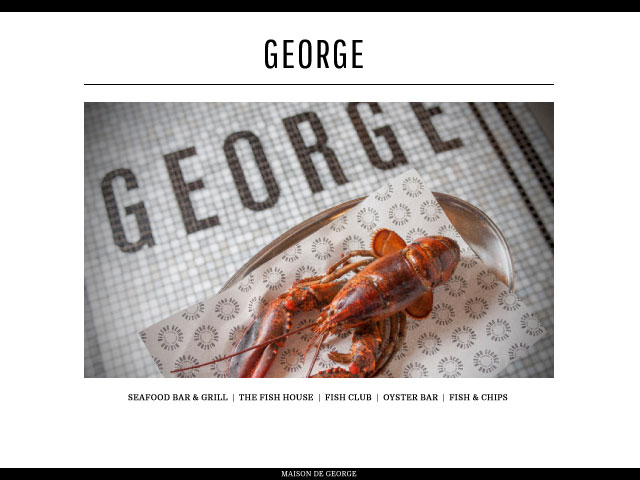 GEORGE
GEORGE
SEAFOOD BAR & GRILL | THE FISH HOUSE | FISH CLUB | OYSTER BAR | FISH & CHIPS
MAISON DE GEORGE